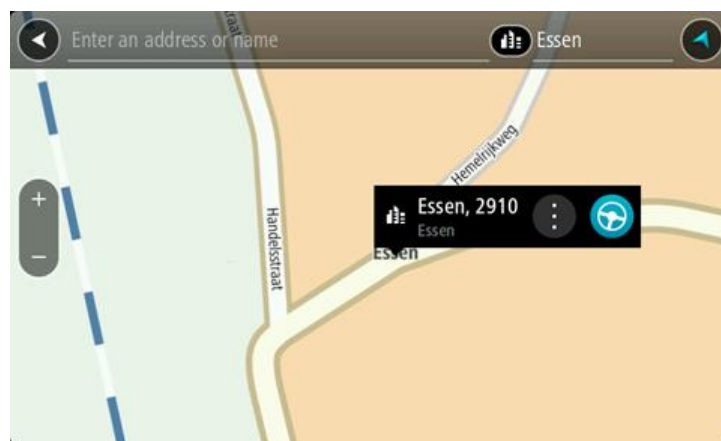 Enter an address or name
Essen
Hemelrijkweg
Essen, 2910
Essen
Essen
Handelsstraat